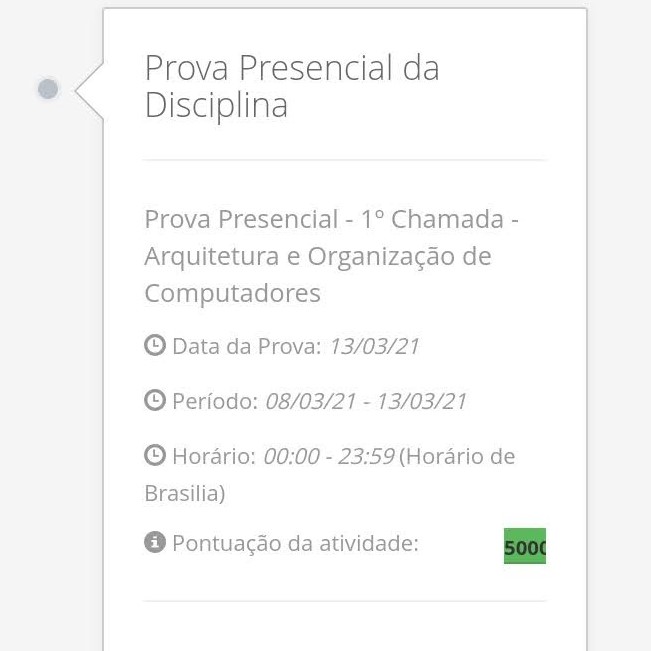 Prova Presencial da
Disciplina
Prova Presencial - 1º Chamada -
Arquitetura e Organização de
Computadores
Data da Prova: 13/03/21
Período: 08/03/21 - 13/03/21
Horário: 00:00 - 23:59 (Horário de
Brasilia)
Pontuação da atividade: 5000